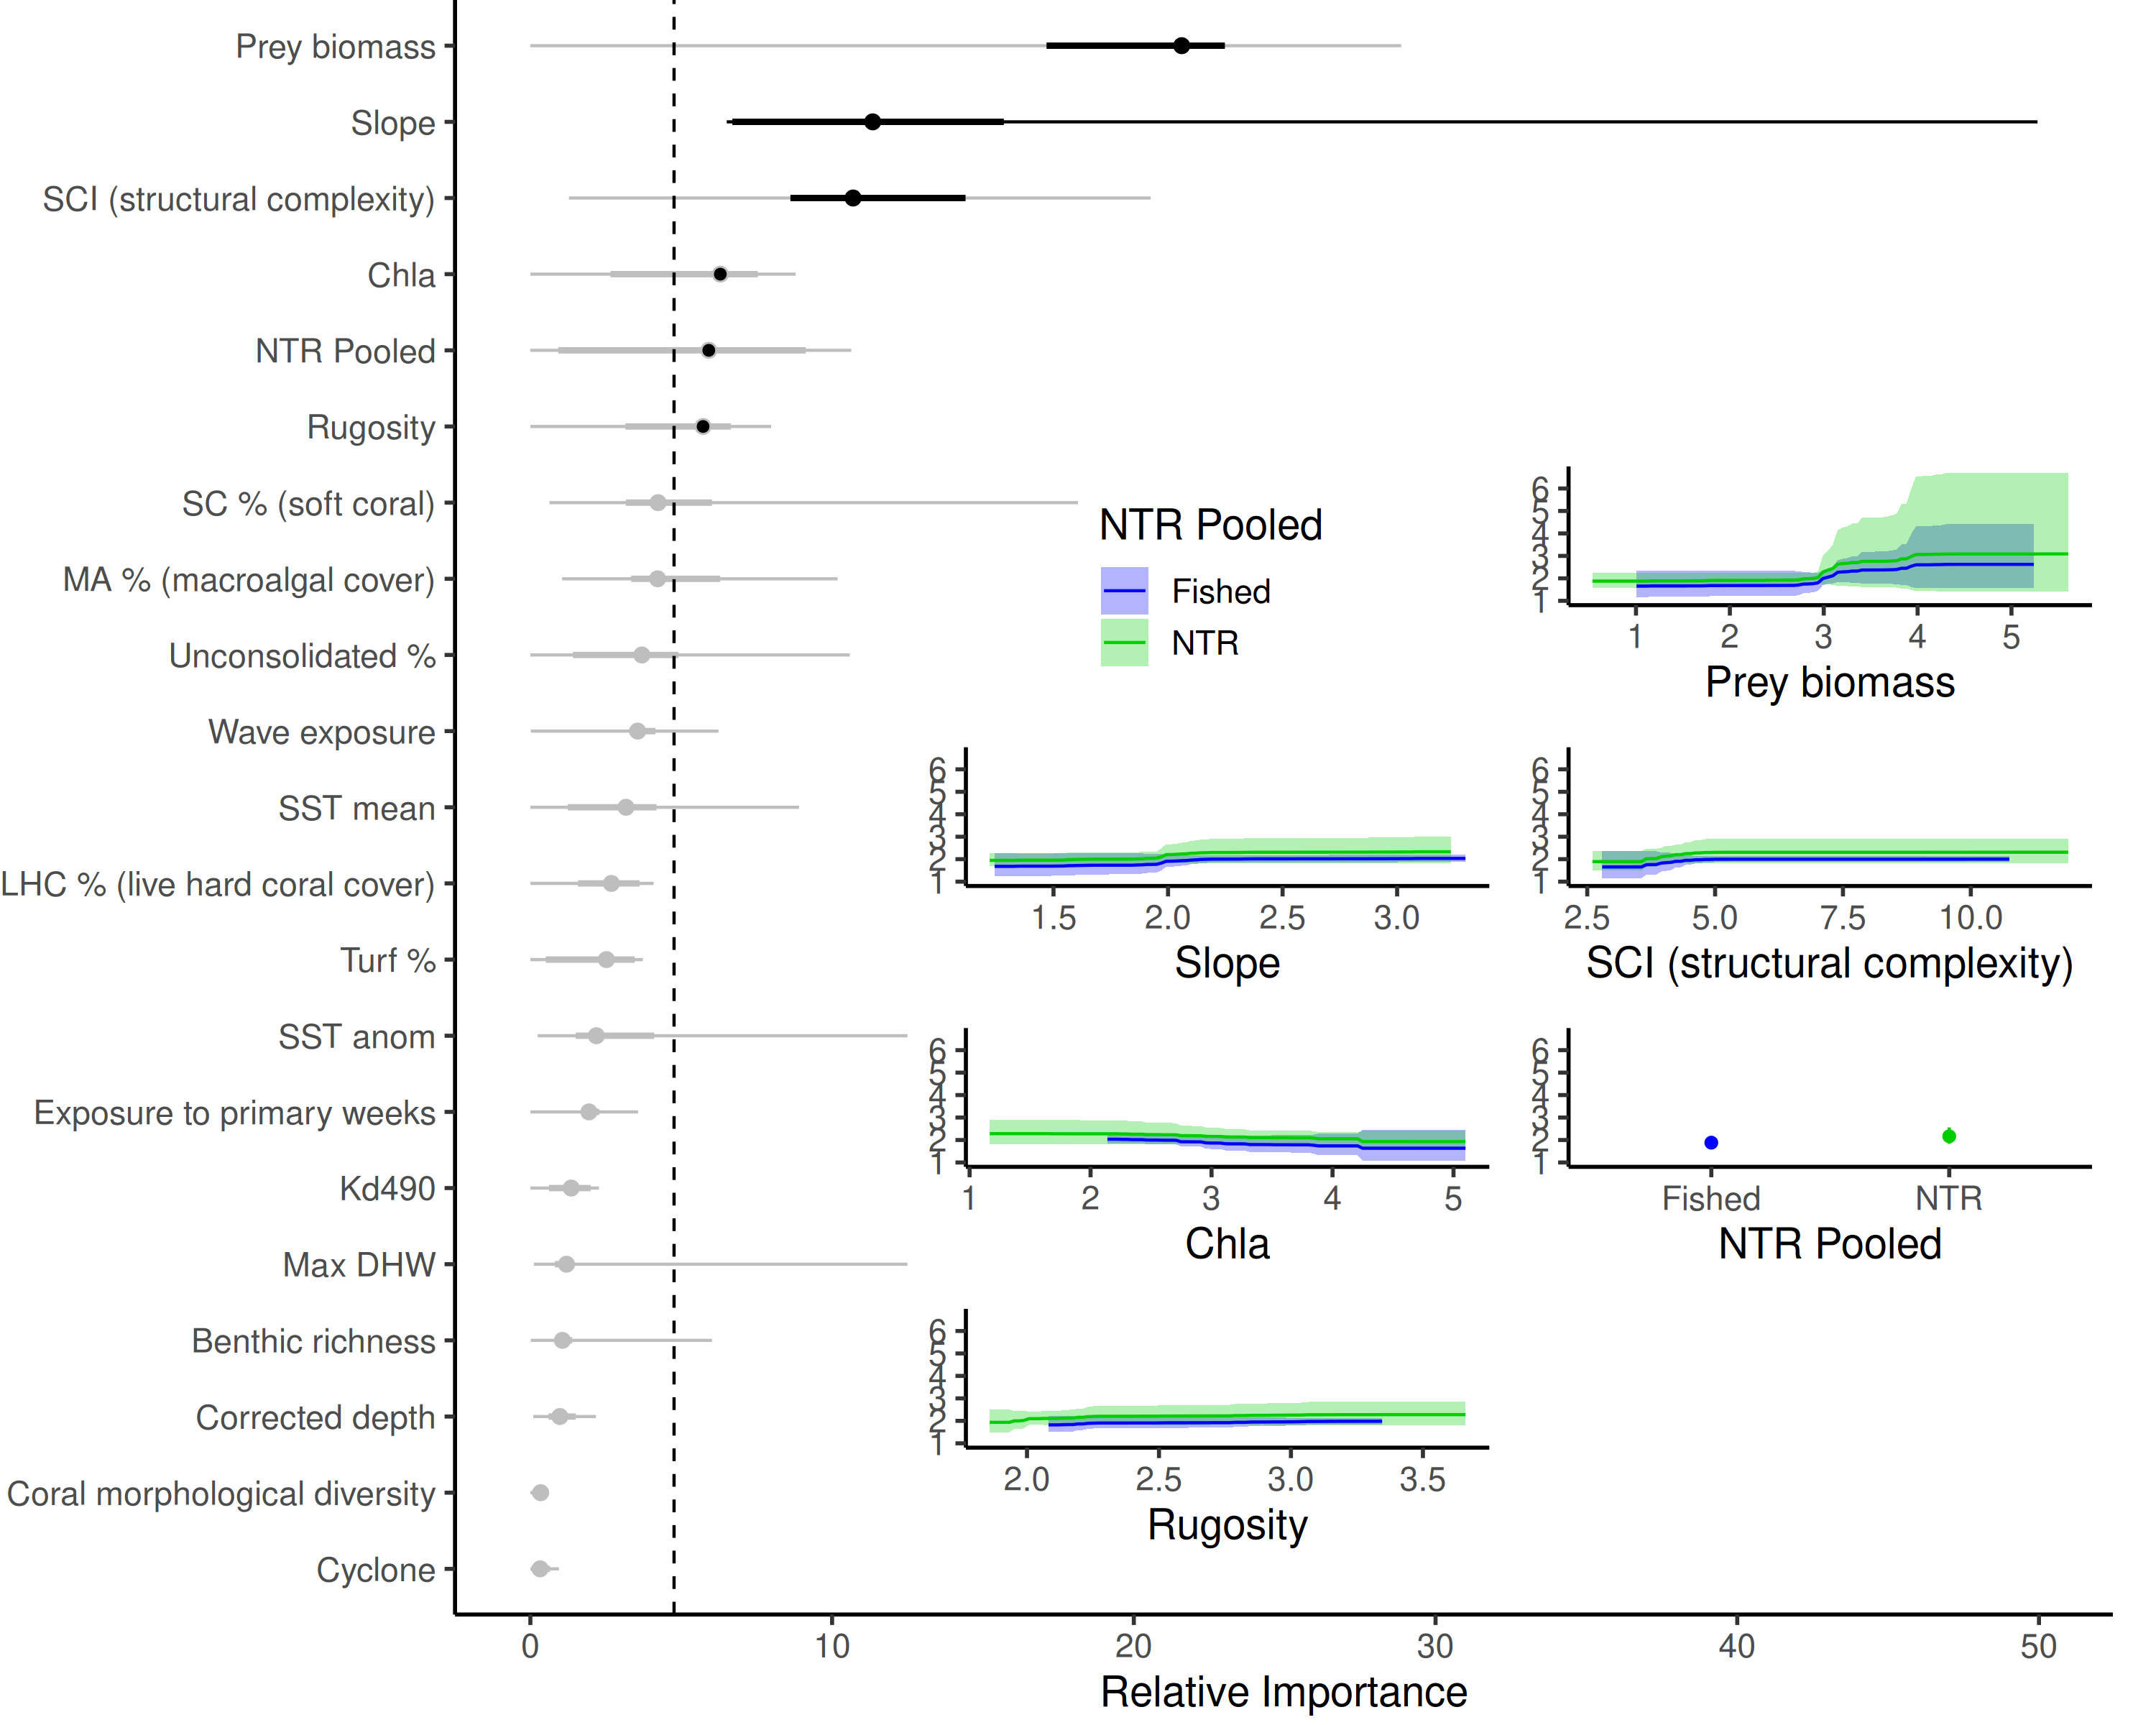 Prey biomass
Slope
SCI (structural complexity)
Chla
NTR Pooled
Rugosity
SC % (soft coral)
MA % (macroalgal cover)
Unconsolidated %
Wave exposure
SST mean
LHC % (live hard coral cover)
Turf %
SST anom
Exposure to primary weeks
Kd490
Max DHW
Benthic richness
Corrected depth
Coral morphological diversity
Cyclone
0 10 20 30 40 50
Relative Importance
NTR Pooled
Fished
NTR
6
5
4
3
2
1
1 2 3 4 5
Prey biomass
6
5
4
3
2
1
1.5 2.0 2.5 3.0
Slope
6
5
4
3
2
1
2.5 5.0 7.5 10.0
SCI (structural complexity)
6
5
4
3
2
1
1 2 3 4 5
Chla
6
5
4
3
2
1
Fished NTR
NTR Pooled
6
5
4
3
2
1
2.0 2.5 3.0 3.5
Rugosity